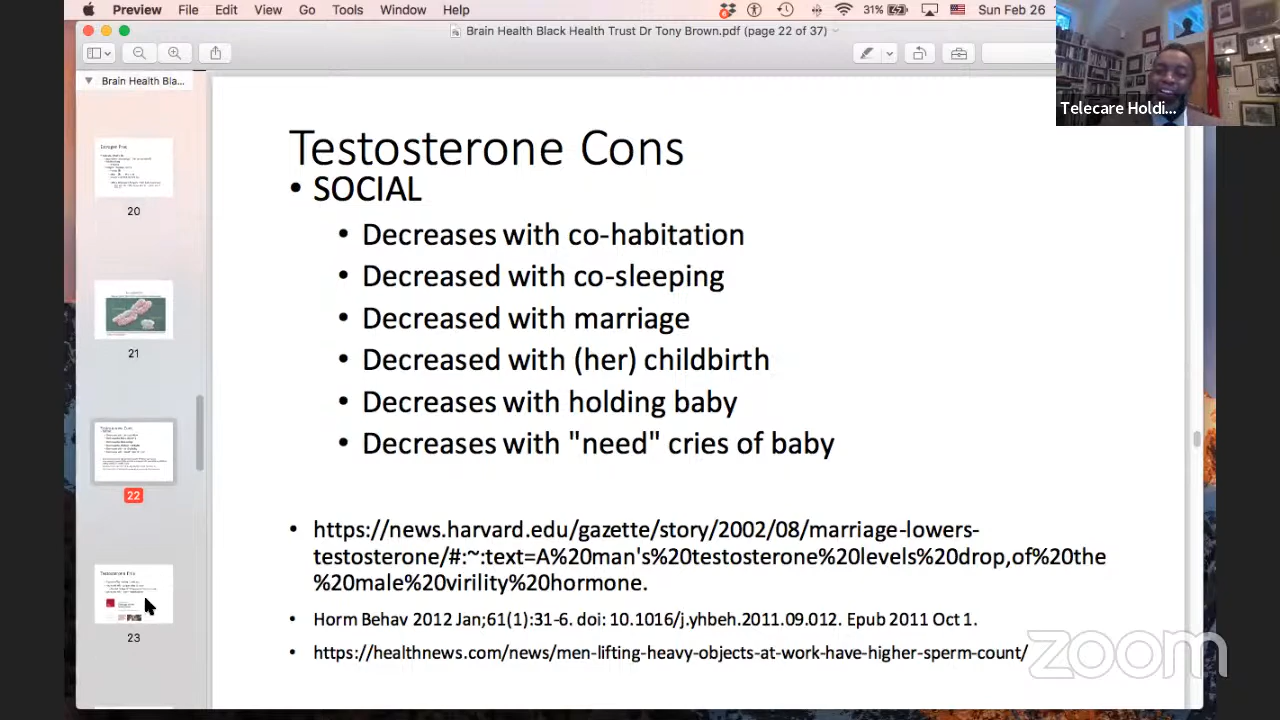 Preview File Edit View Go Tools Window Help 6 31% Sun Feb 26
Brain Health Black Health Trust Dr Tony Brown.pdf (page 22 of 37)
Telecare Holdi...
Brain Health Bla...
20
21
22
Testosterone Pros
23
Testosterone Cons
• SOCIAL
• Decreases with co-habitation
• Decreased with co-sleeping
• Decreased with marriage
• Decreased with (her) childbirth
• Decreases with holding baby
• Decreases with "need" cries of baby
• https://news.harvard.edu/gazette/story/2002/08/marriage-lowers-
testosterone/#:~:text=A%20man's%20testosterone%20levels%20drop,of%20the
%20male%20virility%20hormone.
• Horm Behav 2012 Jan;61(1):31-6. doi: 10.1016/j.yhbeh.2011.09.012. Epub 2011 Oct 1.
• https://healthnews.com/news/men-lifting-heavy-objects-at-work-have-higher-sperm-count/
zoom